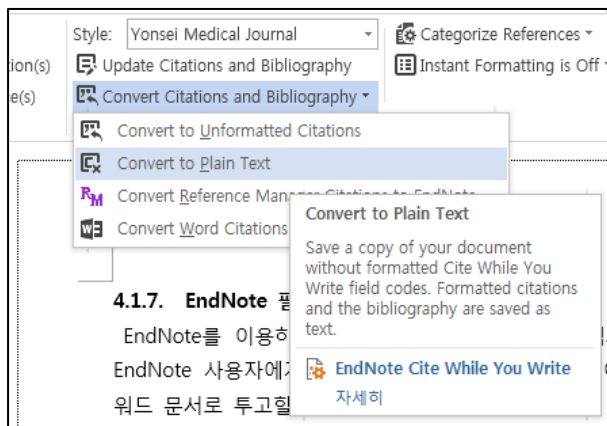 Style: Yonsei Medical Journal
Categorize References
Update Citations and Bibliography
Instant Formatting is Off
Convert Citations and Bibliography
Convert to Unformatted Citations
Convert to Plain Text
Convert Reference Manager Citations to EndNote
Convert Word Citations
Convert to Plain Text
Save a copy of your document
without formatted Cite While You
Write field codes. Formatted citations
and the bibliography are saved as
text.
EndNote Cite While You Write
자세히
4.1.7. EndNote
EndNote를 이용하
EndNote 사용자에게
워드 문서로 투고할